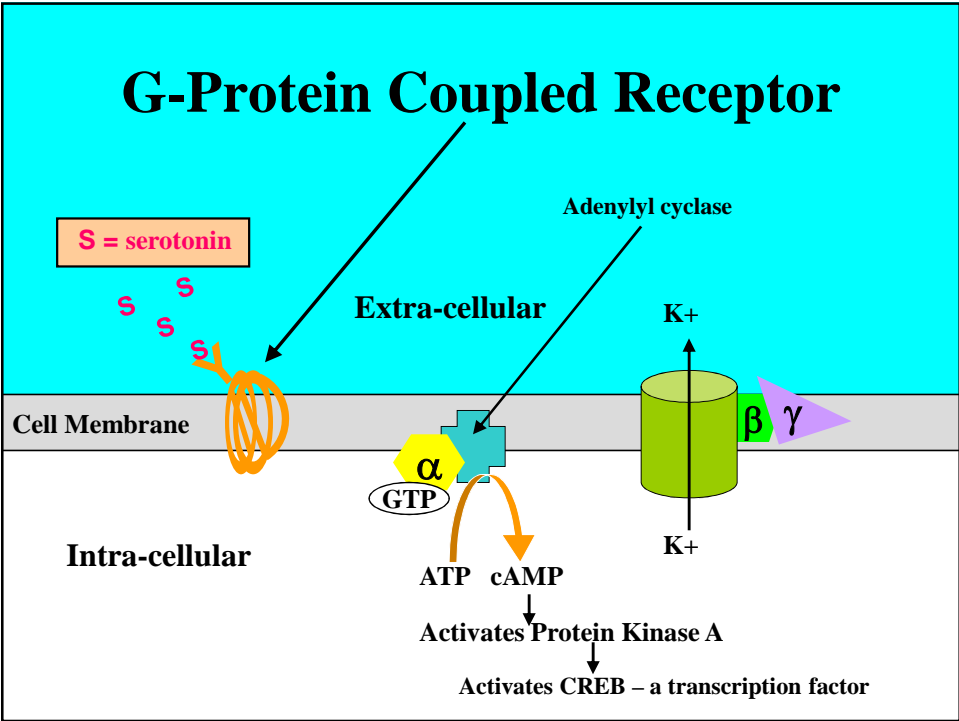 G-Protein Coupled Receptor
Adenylyl cyclase
S = serotonin
S
S
S
S
Extra-cellular
K+
Cell Membrane
β γ
α
GTP
K+
Intra-cellular
ATP cAMP
Activates Protein Kinase A
Activates CREB – a transcription factor